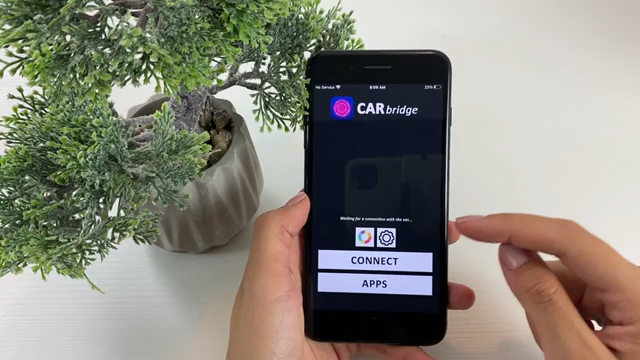 No Service 8:09 AM 23%
CARbridge
Waiting for a connection with the car...
CONNECT
APPS